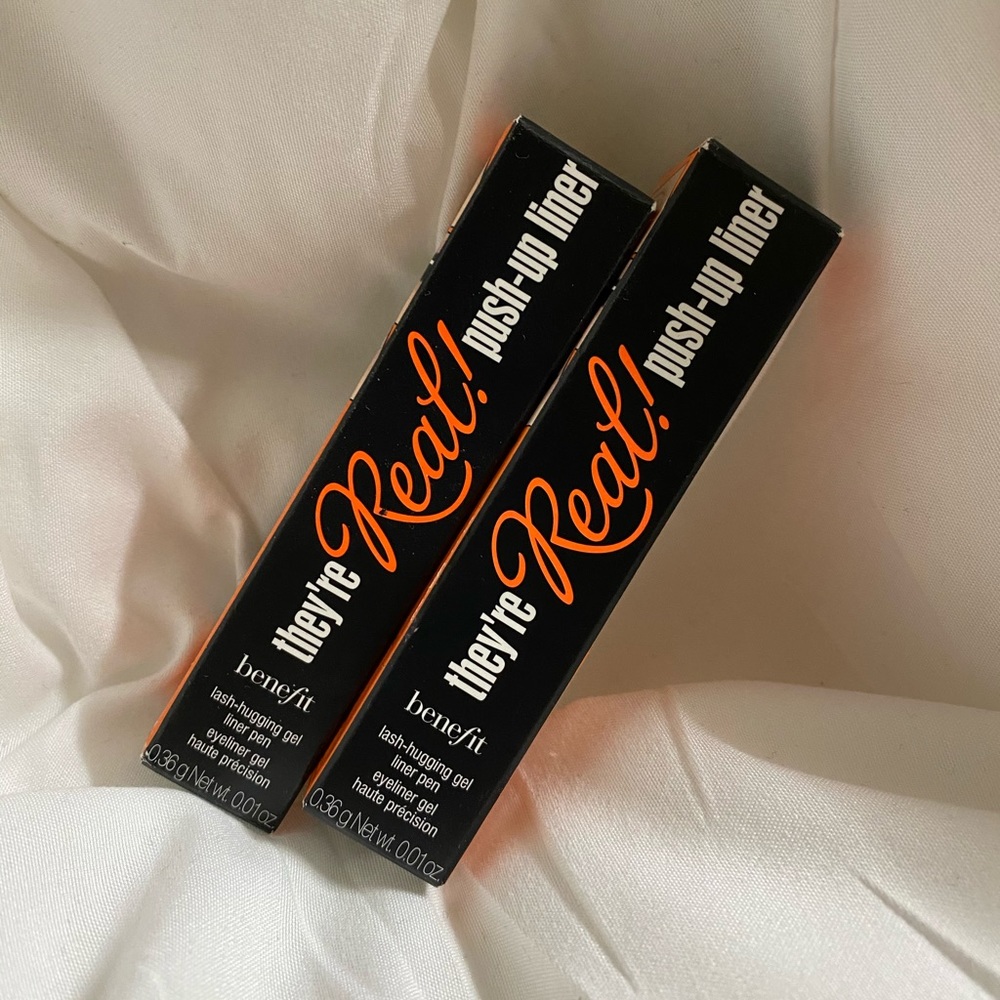 they're Real! push-up liner
benefit
lash-hugging gel
liner pen
eyeliner gel
haute précision
0.36 g Net wt. 0.01 oz.
they're Real! push-up liner
benefit
lash-hugging gel
liner pen
eyeliner gel
haute précision
0.36 g Net wt. 0.01 oz.